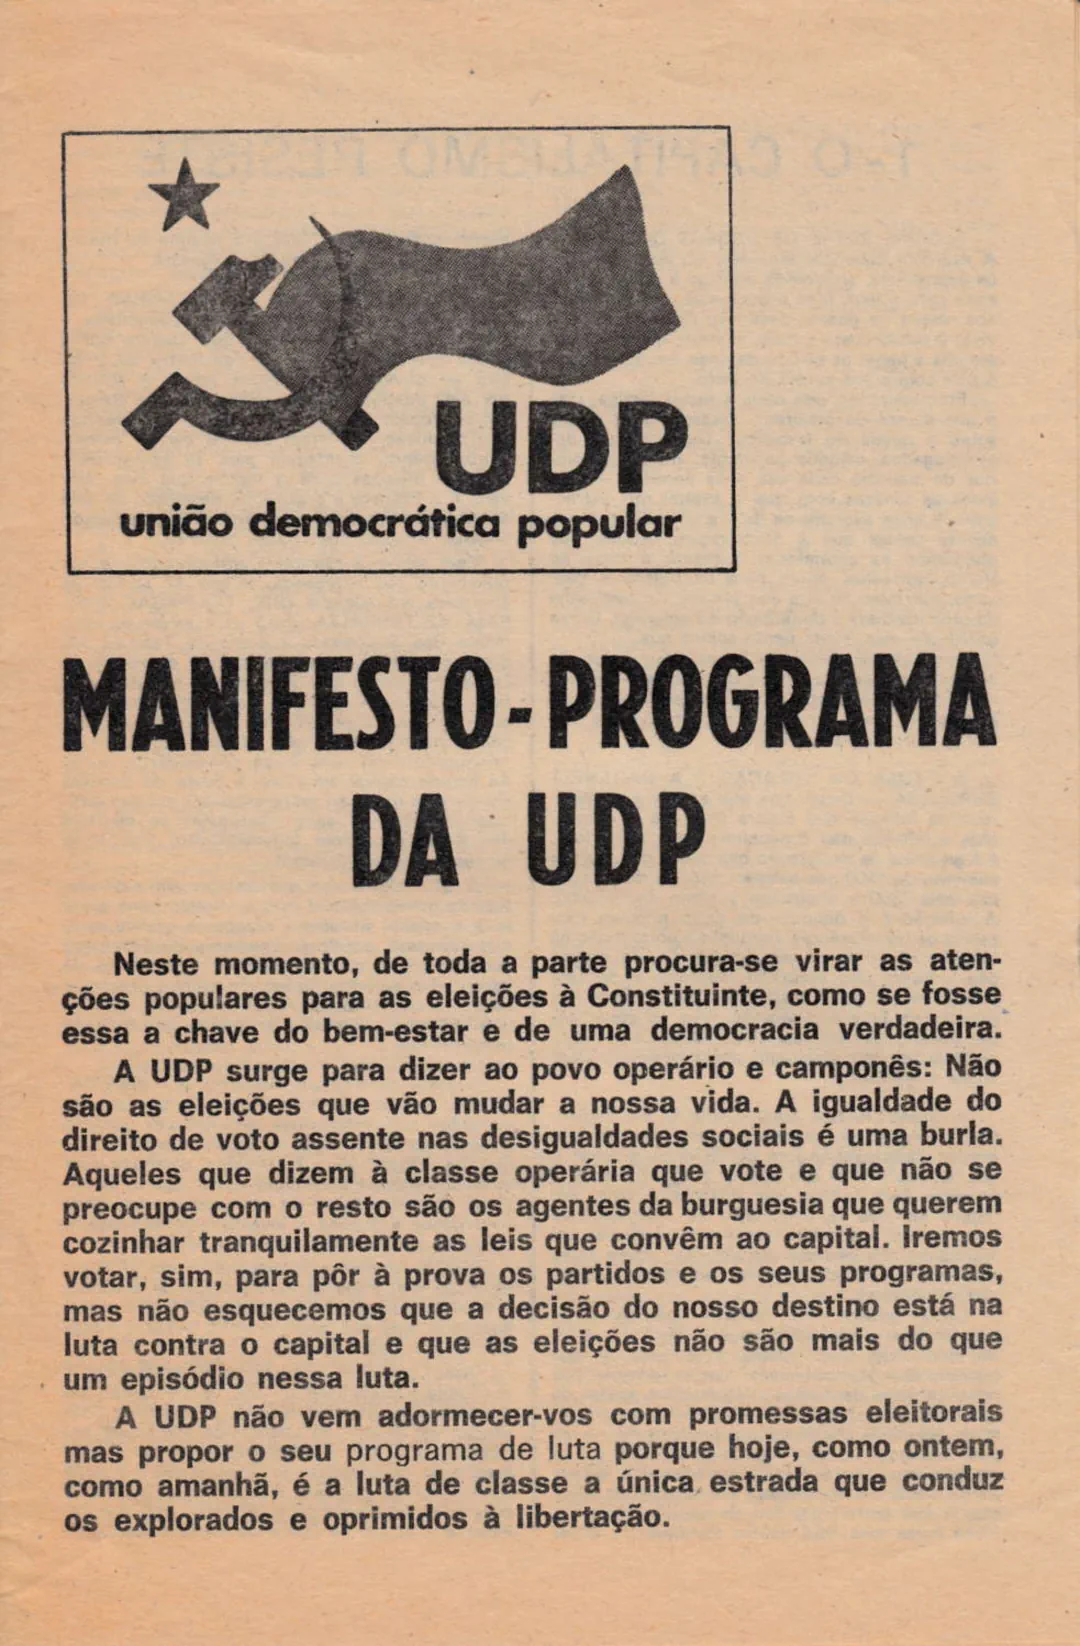 UDP
união democrática popular
MANIFESTO-PROGRAMA
DA UDP
Neste momento, de toda a parte procura-se virar as aten-
ções populares para as eleições à Constituinte, como se fosse
essa a chave do bem-estar e de uma democracia verdadeira.
A UDP surge para dizer ao povo operário e camponês: Não
são as eleições que vão mudar a nossa vida. A igualdade do
direito de voto assente nas desigualdades sociais é uma burla.
Aqueles que dizem à classe operária que vote e que não se
preocupe com o resto são os agentes da burguesia que querem
cozinhar tranquilamente as leis que convêm ao capital. Iremos
votar, sim, para pôr à prova os partidos e os seus programas,
mas não esquecemos que a decisão do nosso destino está na
luta contra o capital e que as eleições não são mais do que
um episódio nessa luta.
A UDP não vem adormecer-vos com promessas eleitorais
mas propor o seu programa de luta porque hoje, como ontem,
como amanhã, é a luta de classe a única estrada que conduz
os explorados e oprimidos à libertação.